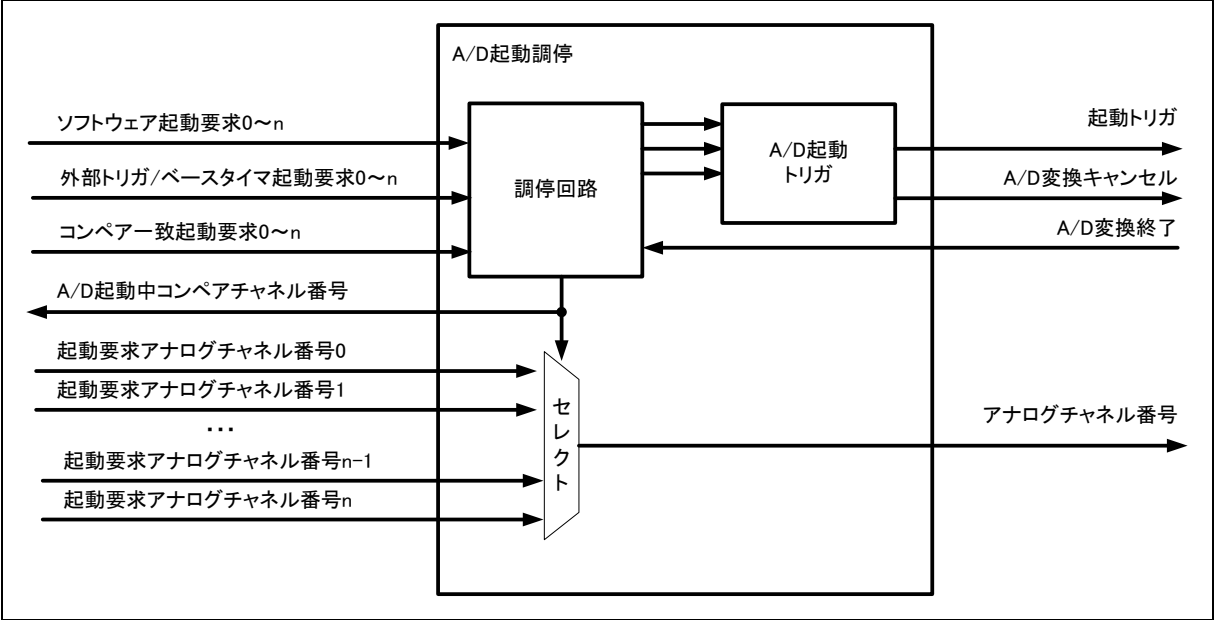 A/D起動調停
ソフトウェア起動要求0～n
外部トリガ/ベースタイマ起動要求0～n
コンペア一致起動要求0～n
調停回路
A/D起動
トリガ
起動トリガ
A/D変換キャンセル
A/D変換終了
A/D起動中コンペアチャネル番号
起動要求アナログチャネル番号0
起動要求アナログチャネル番号1
・・・
起動要求アナログチャネル番号n-1
起動要求アナログチャネル番号n
セレクト
アナログチャネル番号